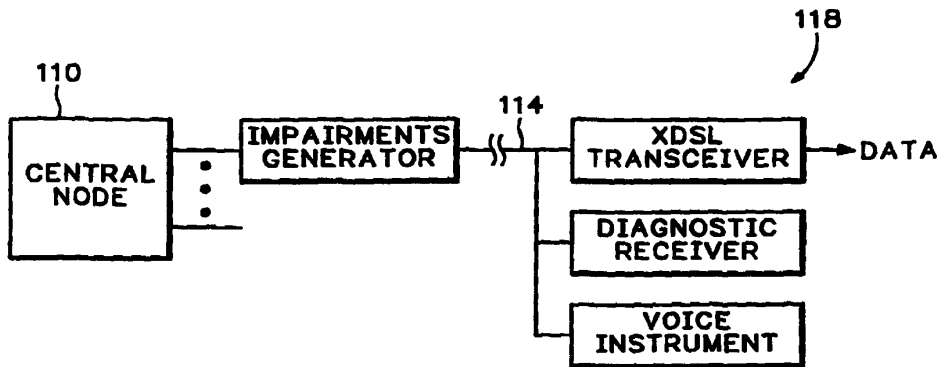 118
110
114
CENTRAL
NODE
IMPAIRMENTS
GENERATOR
XDSL
TRANSCEIVER
DATA
DIAGNOSTIC
RECEIVER
VOICE
INSTRUMENT